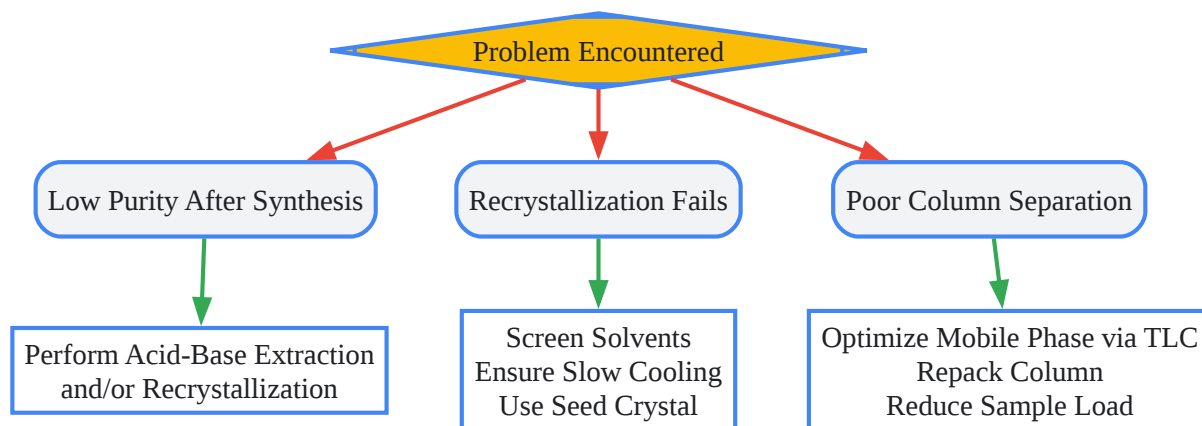 Problem Encountered
Low Purity After Synthesis
Recrystallization Fails
Poor Column Separation
Perform Acid-Base Extraction
and/or Recrystallization
Screen Solvents
Ensure Slow Cooling
Use Seed Crystal
Optimize Mobile Phase via TLC
Repack Column
Reduce Sample Load